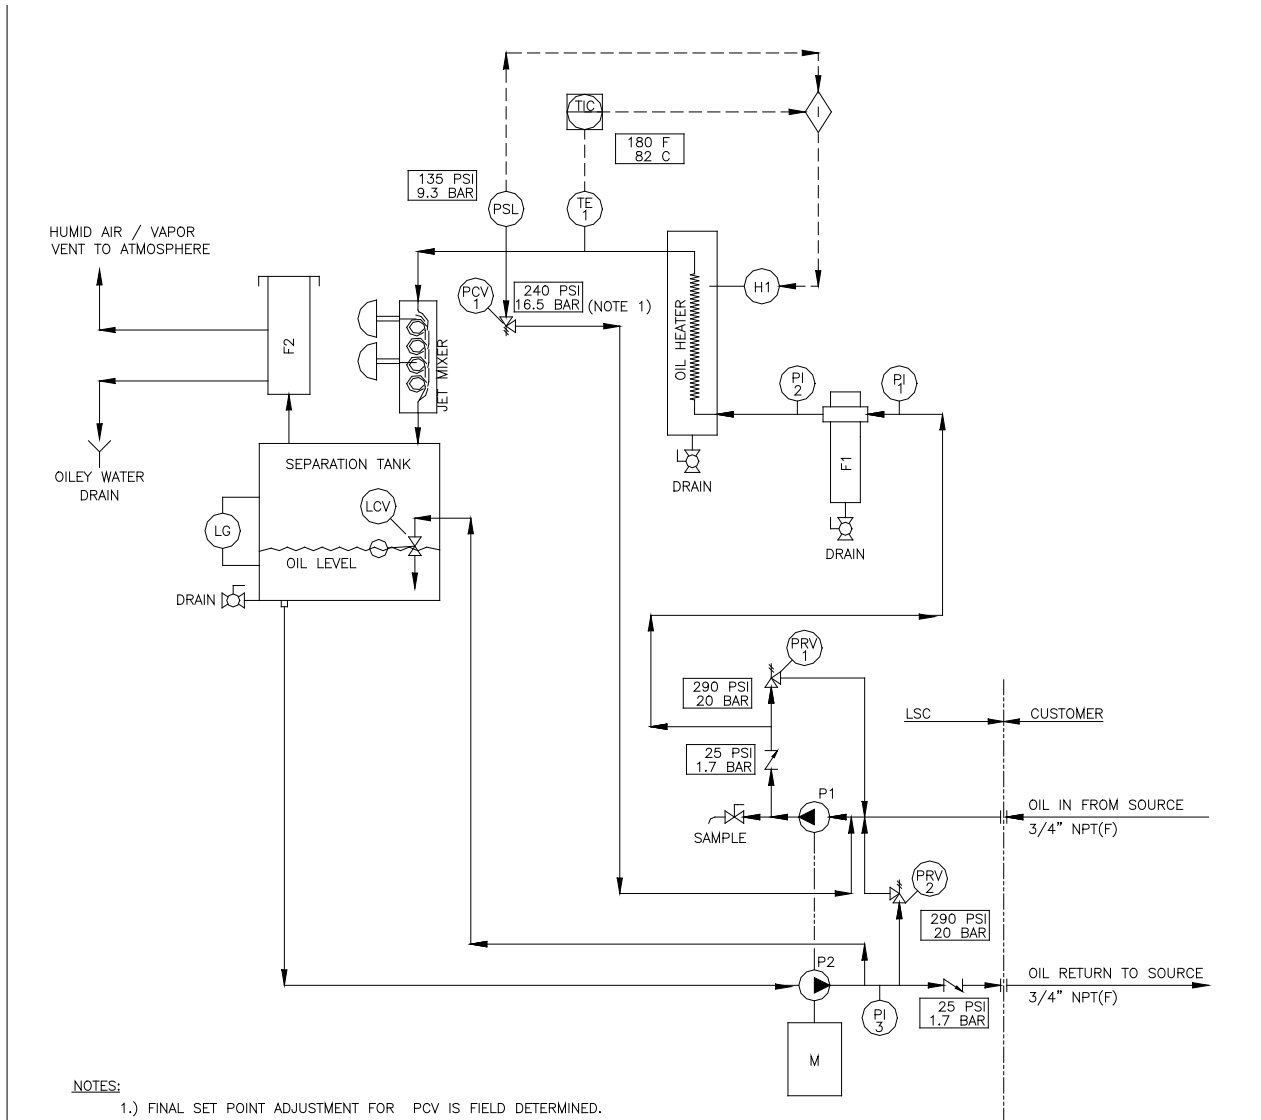 TIC
I
180 F
82 C
135 PSI
9.3 BAR
PSL
TE
1
HUMID AIR / VAPOR
VENT TO ATMOSPHERE
PCV
1
240 PSI
16.5 BAR
(NOTE 1)
H1
OIL HEATER
F2
JET MIXER
PI
2
PI
1
F1
SEPARATION TANK
OILEY WATER
DRAIN
DRAIN
LCV
LG
DRAIN
OIL LEVEL
DRAIN
PRV
1
290 PSI
20 BAR
LSC
CUSTOMER
25 PSI
1.7 BAR
P1
OIL IN FROM SOURCE
3/4" NPT(F)
SAMPLE
PRV
2
290 PSI
20 BAR
P2
OIL RETURN TO SOURCE
3/4" NPT(F)
PI
3
25 PSI
1.7 BAR
M
NOTES:
1.) FINAL SET POINT ADJUSTMENT FOR PCV IS FIELD DETERMINED.